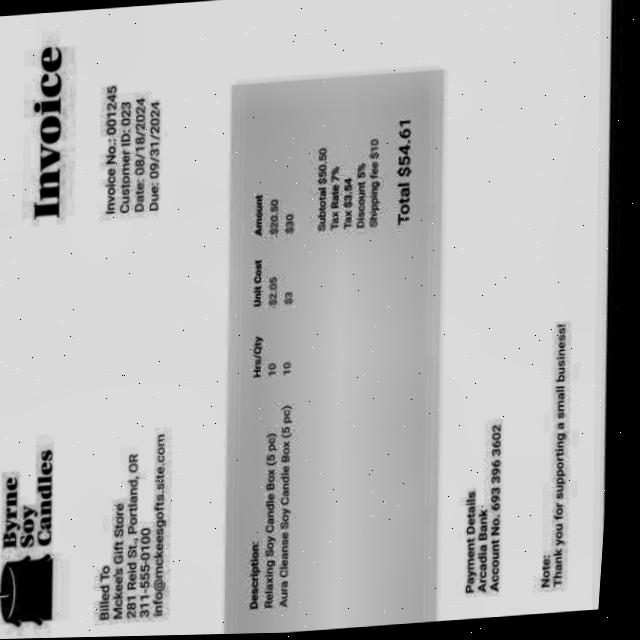 Byrne
Soy
Candles
Invoice
Billed To
Mckee's Gift Store
281 Reid St., Portland, OR
311-555-0100
info@mckeesgofts.site.com
Invoice No.: 001245
Customer ID: 023
Date: 08/18/2024
Due: 09/31/2024
Description: Hrs/Qty Unit Cost Amount
Relaxing Soy Candle Box (5 pc) 10 $2.05 $20.50
Aura Cleanse Soy Candle Box (5 pc) 10 $3 $30
Subtotal $50.50
Tax Rate 7%
Tax $3.54
Discount 5%
Shipping fee $10
Total $54.61
Payment Details
Arcadia Bank
Account No. 693 396 3602
Note:
Thank you for supporting a small business!